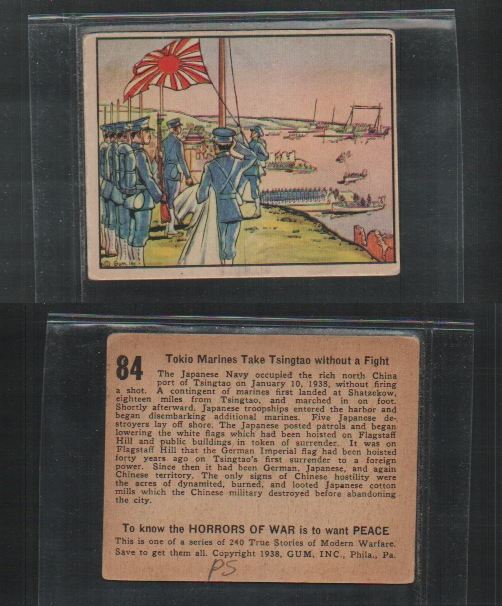 © Gum, Inc.
84
Tokio Marines Take Tsingtao without a Fight
The Japanese Navy occupied the rich north China
port of Tsingtao on January 10, 1938, without firing
a shot. A contingent of marines first landed at Shatzekow,
eighteen miles from Tsingtao, and marched in on foot.
Shortly afterward, Japanese troopships entered the harbor and
began disembarking additional marines. Five Japanese de-
stroyers lay off shore. The Japanese posted patrols and began
lowering the white flags which had been hoisted on Flagstaff
Hill and public buildings in token of surrender. It was on
Flagstaff Hill that the German Imperial flag had been hoisted
forty years ago on Tsingtao's first surrender to a foreign
power. Since then it had been German, Japanese, and again
Chinese territory. The only signs of Chinese hostility were
the acres of dynamited, burned, and looted Japanese cotton
mills which the Chinese military destroyed before abandoning
the city.
To know the HORRORS OF WAR is to want PEACE
This is one of a series of 240 True Stories of Modern Warfare.
Save to get them all. Copyright 1938, GUM, INC., Phila., Pa.
PS